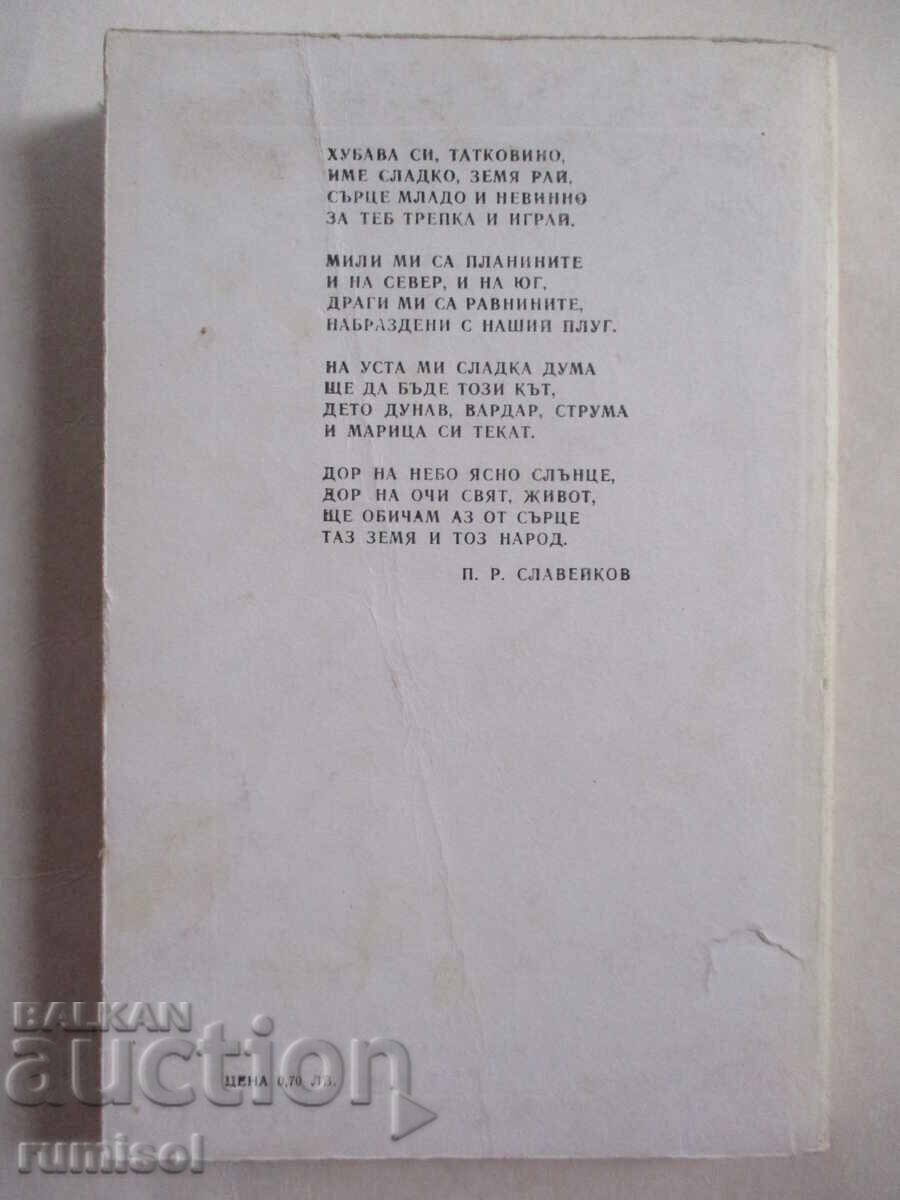 ХУБАВА СИ, ТАТКОВИНО,
ИМЕ СЛАДКО, ЗЕМЯ РАЙ,
СЪРЦЕ МЛАДО И НЕВИННО
ЗА ТЕБ ТРЕПКА И ИГРАЙ.

МИЛИ МИ СА ПЛАНИНИТЕ
И НА СЕВЕР, И НА ЮГ,
ДРАГИ МИ СА РАВНИНИТЕ,
НАБРАЗДЕНИ С НАШИЙ ПЛУГ.

НА УСТА МИ СЛАДКА ДУМА
ЩЕ ДА БЪДЕ ТОЗИ КЪТ,
ДЕТО ДУНАВ, ВАРДАР, СТРУМА
И МАРИЦА СИ ТЕКАТ.

ДОР НА НЕБО ЯСНО СЛЪНЦЕ,
ДОР НА ОЧИ СВЯТ, ЖИВОТ,
ЩЕ ОБИЧАМ АЗ ОТ СЪРЦЕ
ТАЗ ЗЕМЯ И ТОЗ НАРОД.

П. Р. СЛАВЕЙКОВ

BALKAN
auction
ЦЕНА 0,70 ЛВ.
rumisol